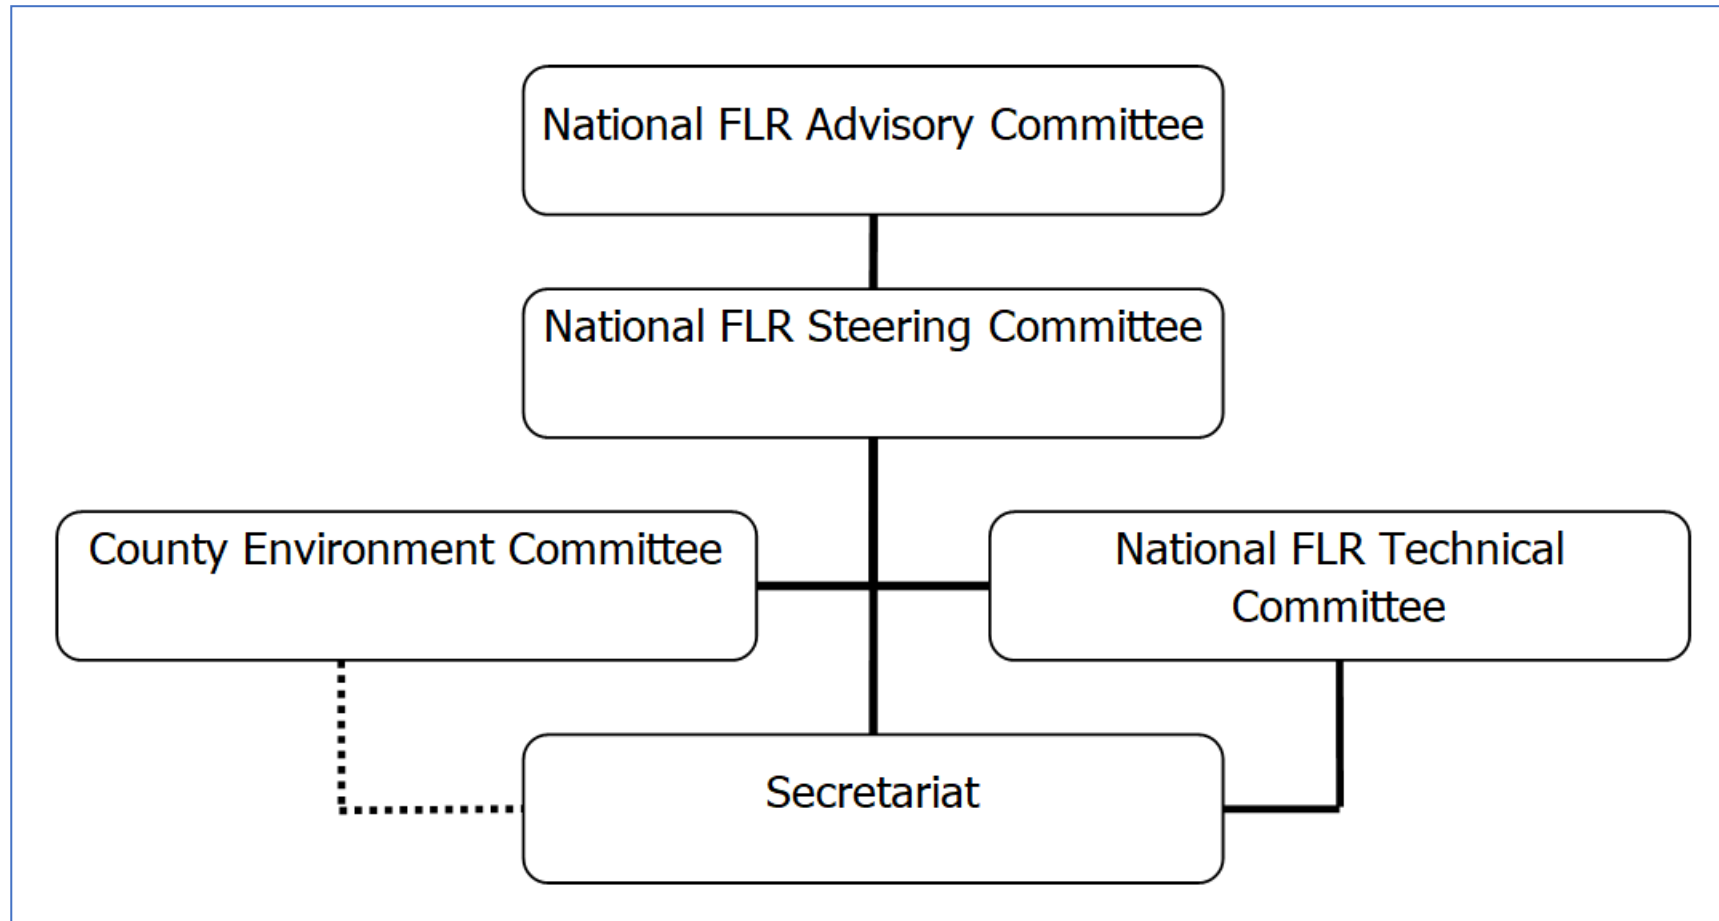 National FLR Advisory Committee
National FLR Steering Committee
County Environment Committee
National FLR Technical
Committee
Secretariat